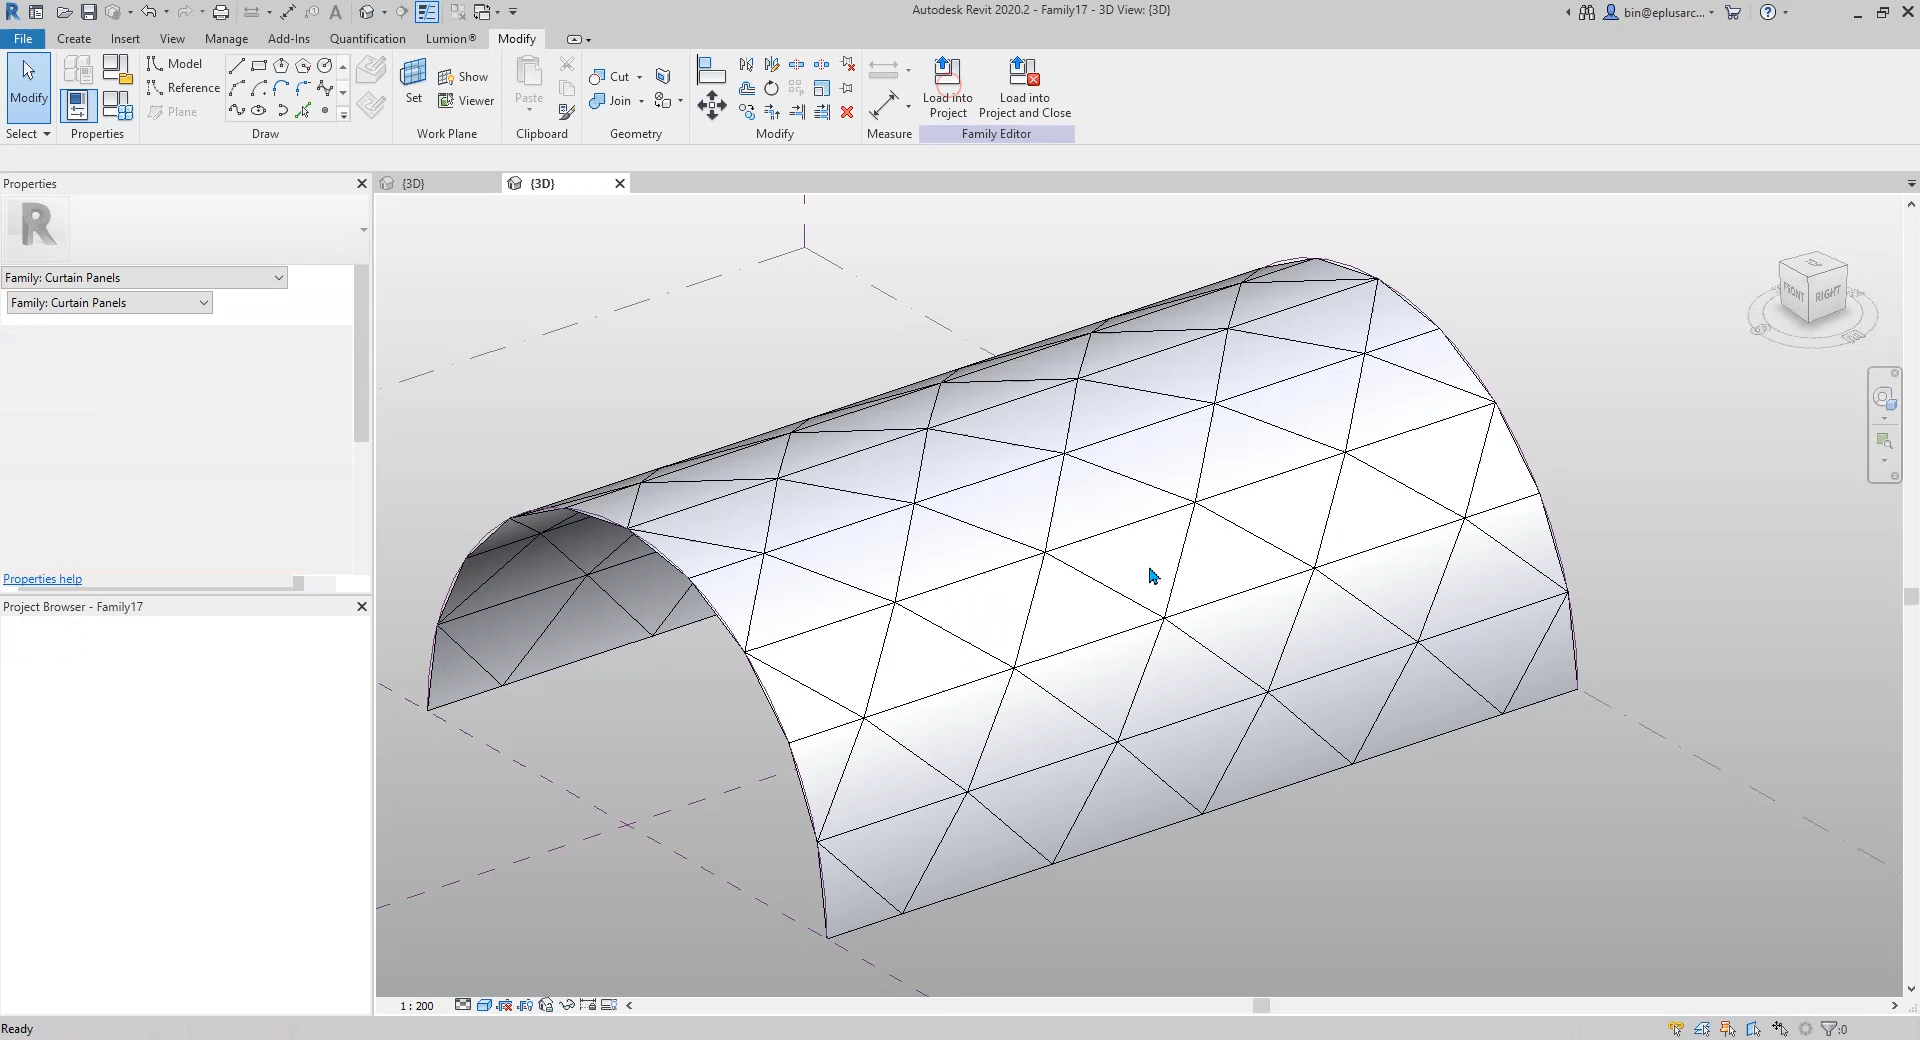 Autodesk Revit 2020.2 - Family17 - 3D View: {3D}
bin@eplusarc...
File Create Insert View Manage Add-Ins Quantification Lumion® Modify
Modify
Select
Properties
Model
Reference
Plane
Draw
Set
Show
Viewer
Work Plane
Paste
Clipboard
Cut
Join
Geometry
Modify
Measure
Load into
Project
Load into
Project and Close
Family Editor
Properties
{3D}
{3D}
R
Family: Curtain Panels
Family: Curtain Panels
Properties help
Project Browser - Family17
TOP
FRONT
RIGHT
1 : 200
Ready
:0